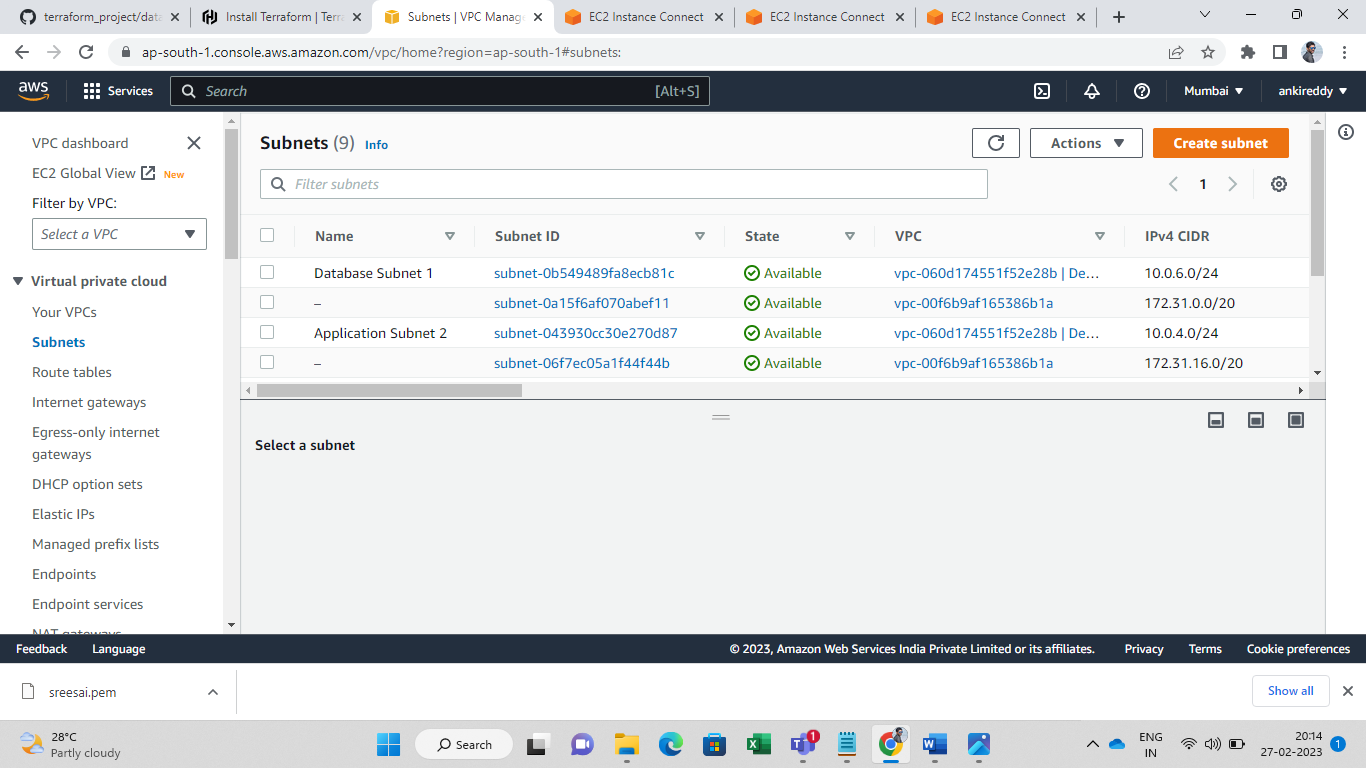 terraform_project/data
Install Terraform | Terra
Subnets | VPC Manage
EC2 Instance Connect
EC2 Instance Connect
EC2 Instance Connect
ap-south-1.console.aws.amazon.com/vpc/home?region=ap-south-1#subnets:
aws
Services
Search
[Alt+S]
Mumbai
ankireddy
VPC dashboard
EC2 Global View New
Filter by VPC:
Select a VPC
Virtual private cloud
Your VPCs
Subnets
Route tables
Internet gateways
Egress-only internet
gateways
DHCP option sets
Elastic IPs
Managed prefix lists
Endpoints
Endpoint services
NAT gateways
Subnets (9) Info
Actions
Create subnet
Filter subnets
1
Name Subnet ID State VPC IPv4 CIDR
Database Subnet 1 subnet-0b549489fa8ecb81c Available vpc-060d174551f52e28b | De... 10.0.6.0/24
– subnet-0a15f6af070abef11 Available vpc-00f6b9af165386b1a 172.31.0.0/20
Application Subnet 2 subnet-043930cc30e270d87 Available vpc-060d174551f52e28b | De... 10.0.4.0/24
– subnet-06f7ec05a1f44f44b Available vpc-00f6b9af165386b1a 172.31.16.0/20
Select a subnet
Feedback Language © 2023, Amazon Web Services India Private Limited or its affiliates. Privacy Terms Cookie preferences
sreesai.pem
Show all
28°C
Partly cloudy
Search
1
ENG
IN
20:14
27-02-2023
1